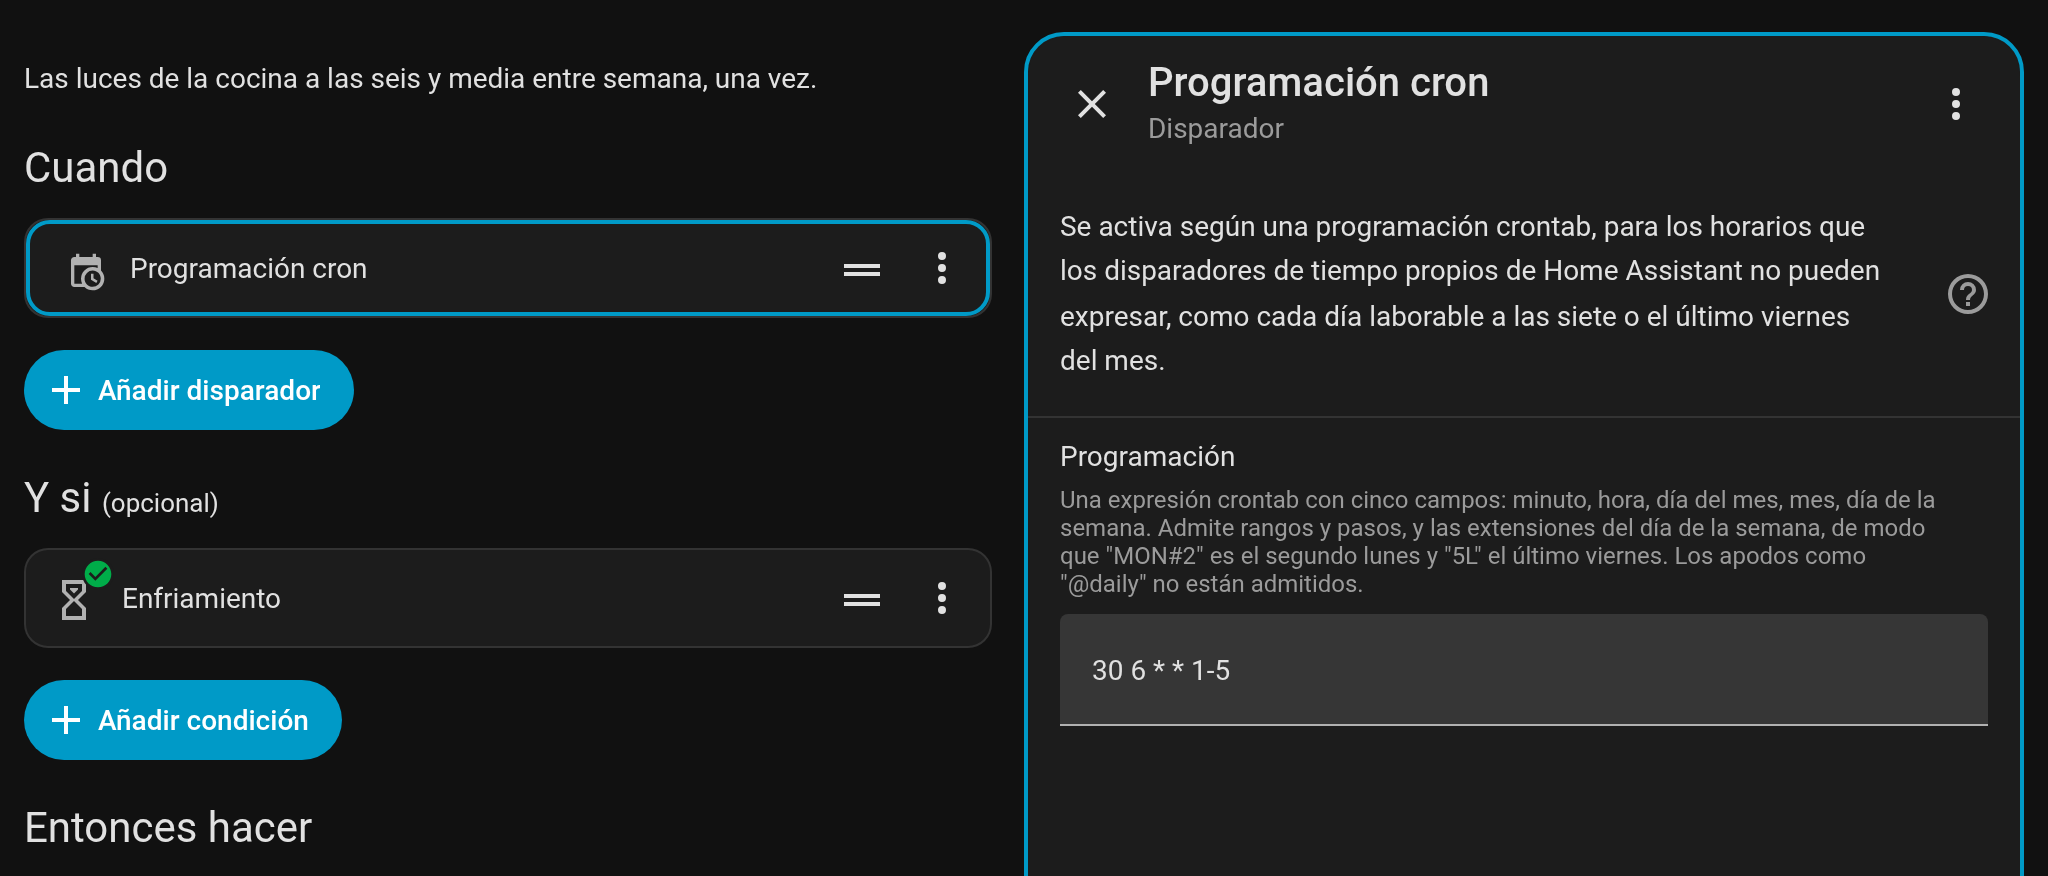 Las luces de la cocina a las seis y media entre semana, una vez.
Cuando
Programación cron
Añadir disparador
Y si (opcional)
Enfriamiento
Añadir condición
Entonces hacer
Programación cron
Disparador
Se activa según una programación crontab, para los horarios que
los disparadores de tiempo propios de Home Assistant no pueden
expresar, como cada día laborable a las siete o el último viernes
del mes.
Programación
Una expresión crontab con cinco campos: minuto, hora, día del mes, mes, día de la
semana. Admite rangos y pasos, y las extensiones del día de la semana, de modo
que "MON#2" es el segundo lunes y "5L" el último viernes. Los apodos como
"@daily" no están admitidos.
30 6 * * 1-5